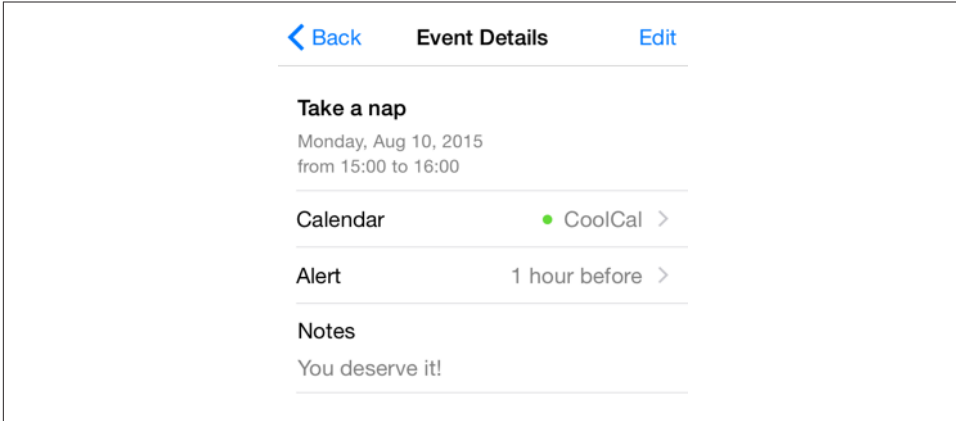 Back Event Details Edit
Take a nap
Monday, Aug 10, 2015
from 15:00 to 16:00
Calendar CoolCal
Alert 1 hour before
Notes
You deserve it!